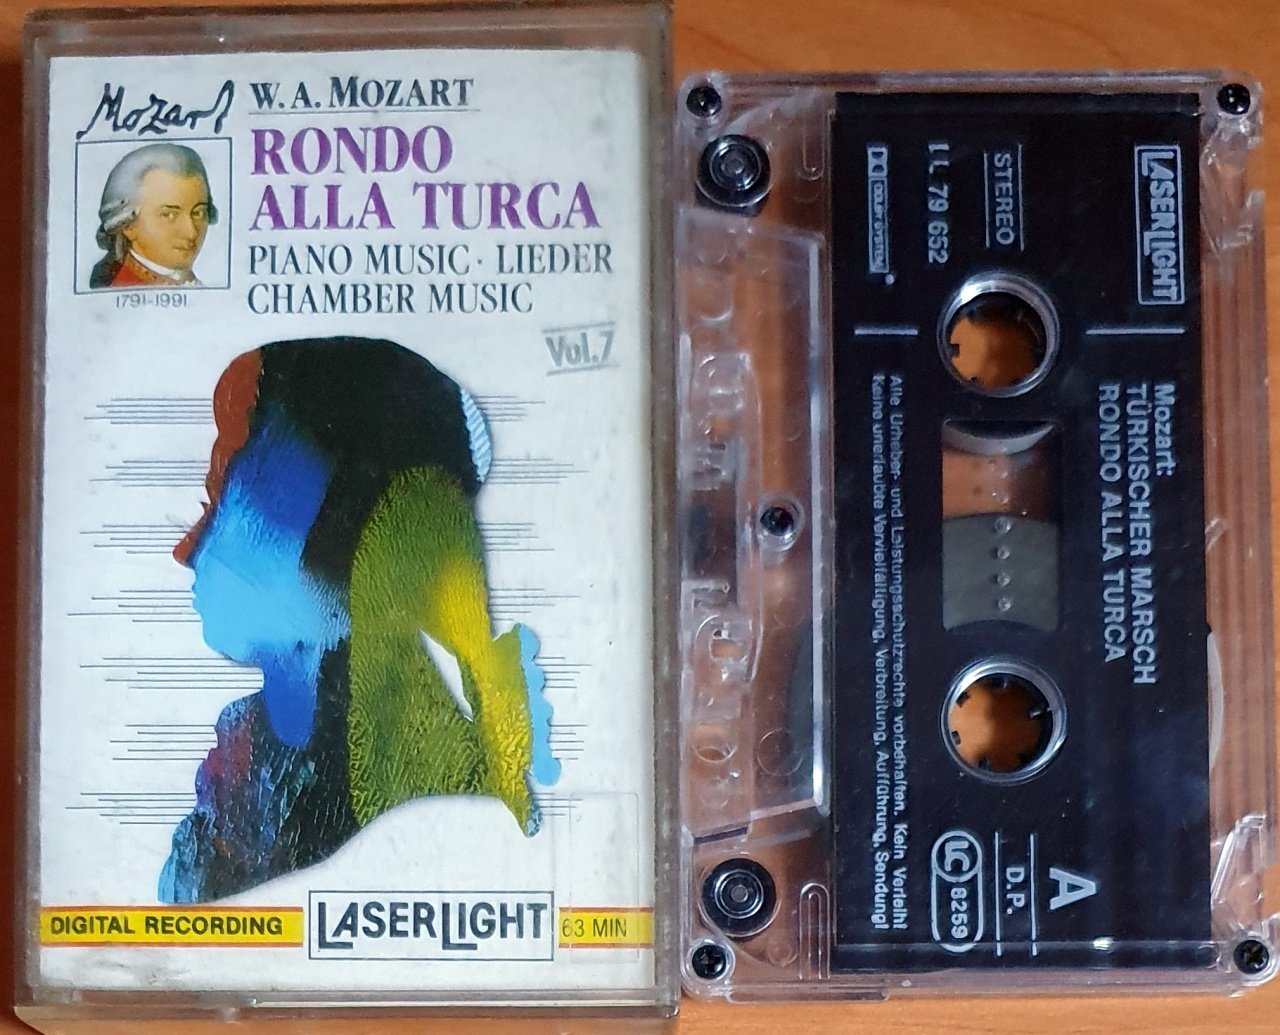 Mozart
W. A. MOZART
RONDO
ALLA TURCA
PIANO MUSIC · LIEDER
CHAMBER MUSIC
1791-1991
Vol.7
DIGITAL RECORDING
LASERLIGHT
63 MIN
LASERLIGHT
STEREO
LL 79 652
DOLBY SYSTEM
Mozart:
TÜRKISCHER MARSCH
RONDO ALLA TURCA
Alle Urheber- und Leistungsschutzrechte vorbehalten. Kein Verleih!
Keine unerlaubte Vervielfältigung, Verbreitung, Aufführung, Sendung!
A
D.P.
LC 8259